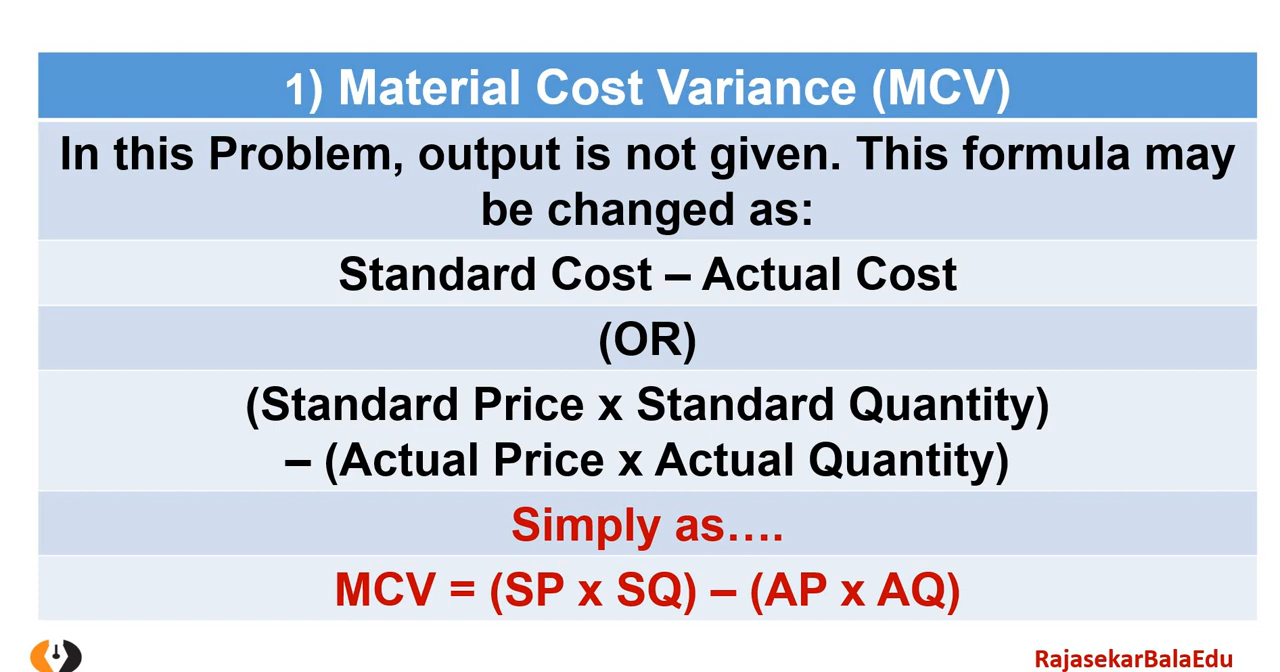 1) Material Cost Variance (MCV)
In this Problem, output is not given. This formula may
be changed as:
Standard Cost – Actual Cost
(OR)
(Standard Price x Standard Quantity)
– (Actual Price x Actual Quantity)
Simply as….
MCV = (SP x SQ) – (AP x AQ)
RajasekarBalaEdu